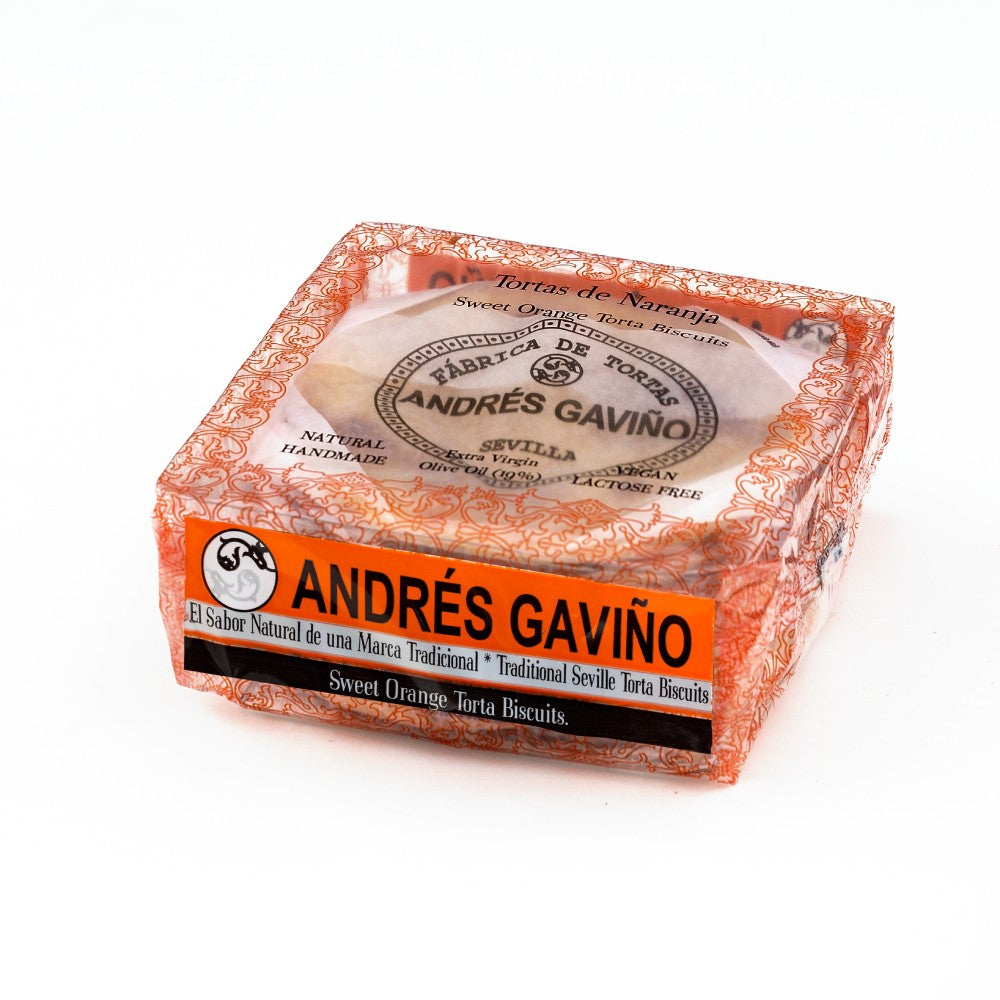 Tortas de Naranja
Sweet Orange Torta Biscuits
FÁBRICA DE TORTAS
ANDRÉS GAVIÑO
SEVILLA
NATURAL
HANDMADE
Extra Virgin
Olive Oil (19%)
VEGAN
LACTOSE FREE
ANDRÉS GAVIÑO
El Sabor Natural de una Marca Tradicional * Traditional Seville Torta Biscuits
Sweet Orange Torta Biscuits.